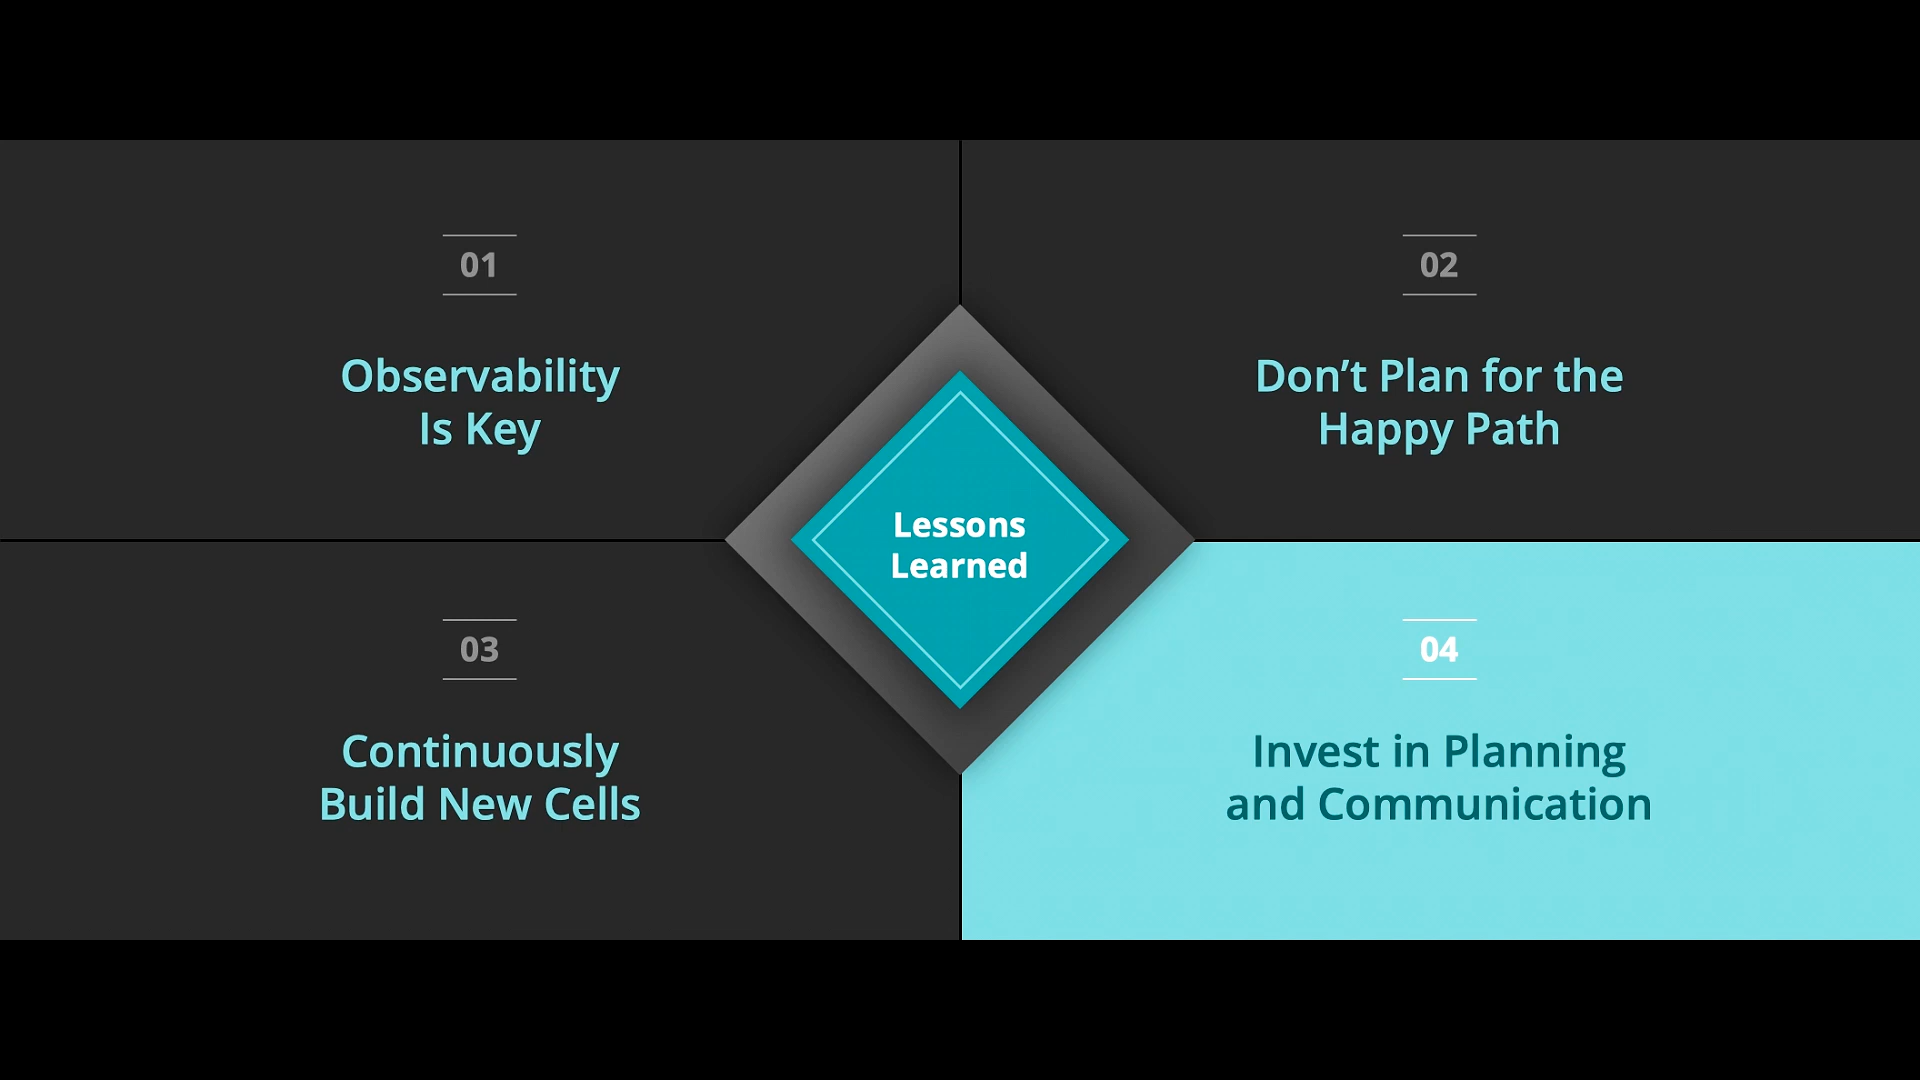 01
Observability
Is Key
02
Don’t Plan for the
Happy Path
Lessons
Learned
03
Continuously
Build New Cells
04
Invest in Planning
and Communication